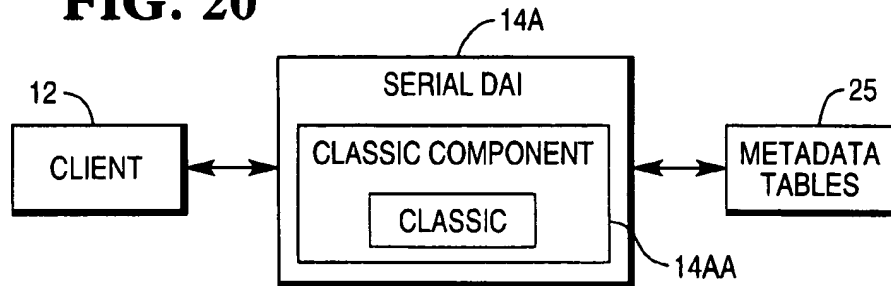 FIG. 20
14A
SERIAL DAI
12
25
CLIENT
CLASSIC COMPONENT
CLASSIC
METADATA
TABLES
14AA